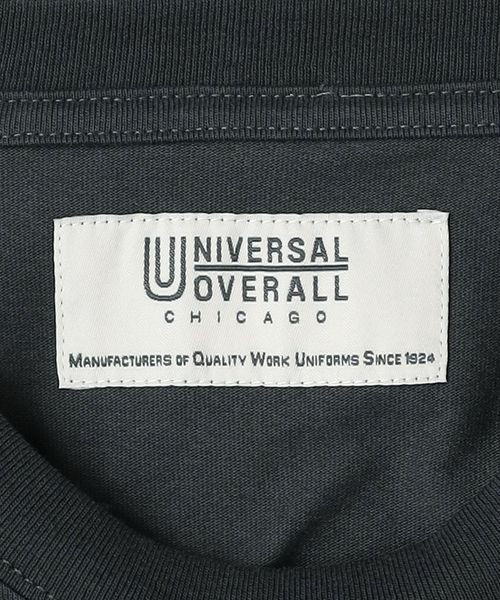 UNIVERSAL
OVERALL
CHICAGO
MANUFACTURERS OF QUALITY WORK UNIFORMS SINCE 1924